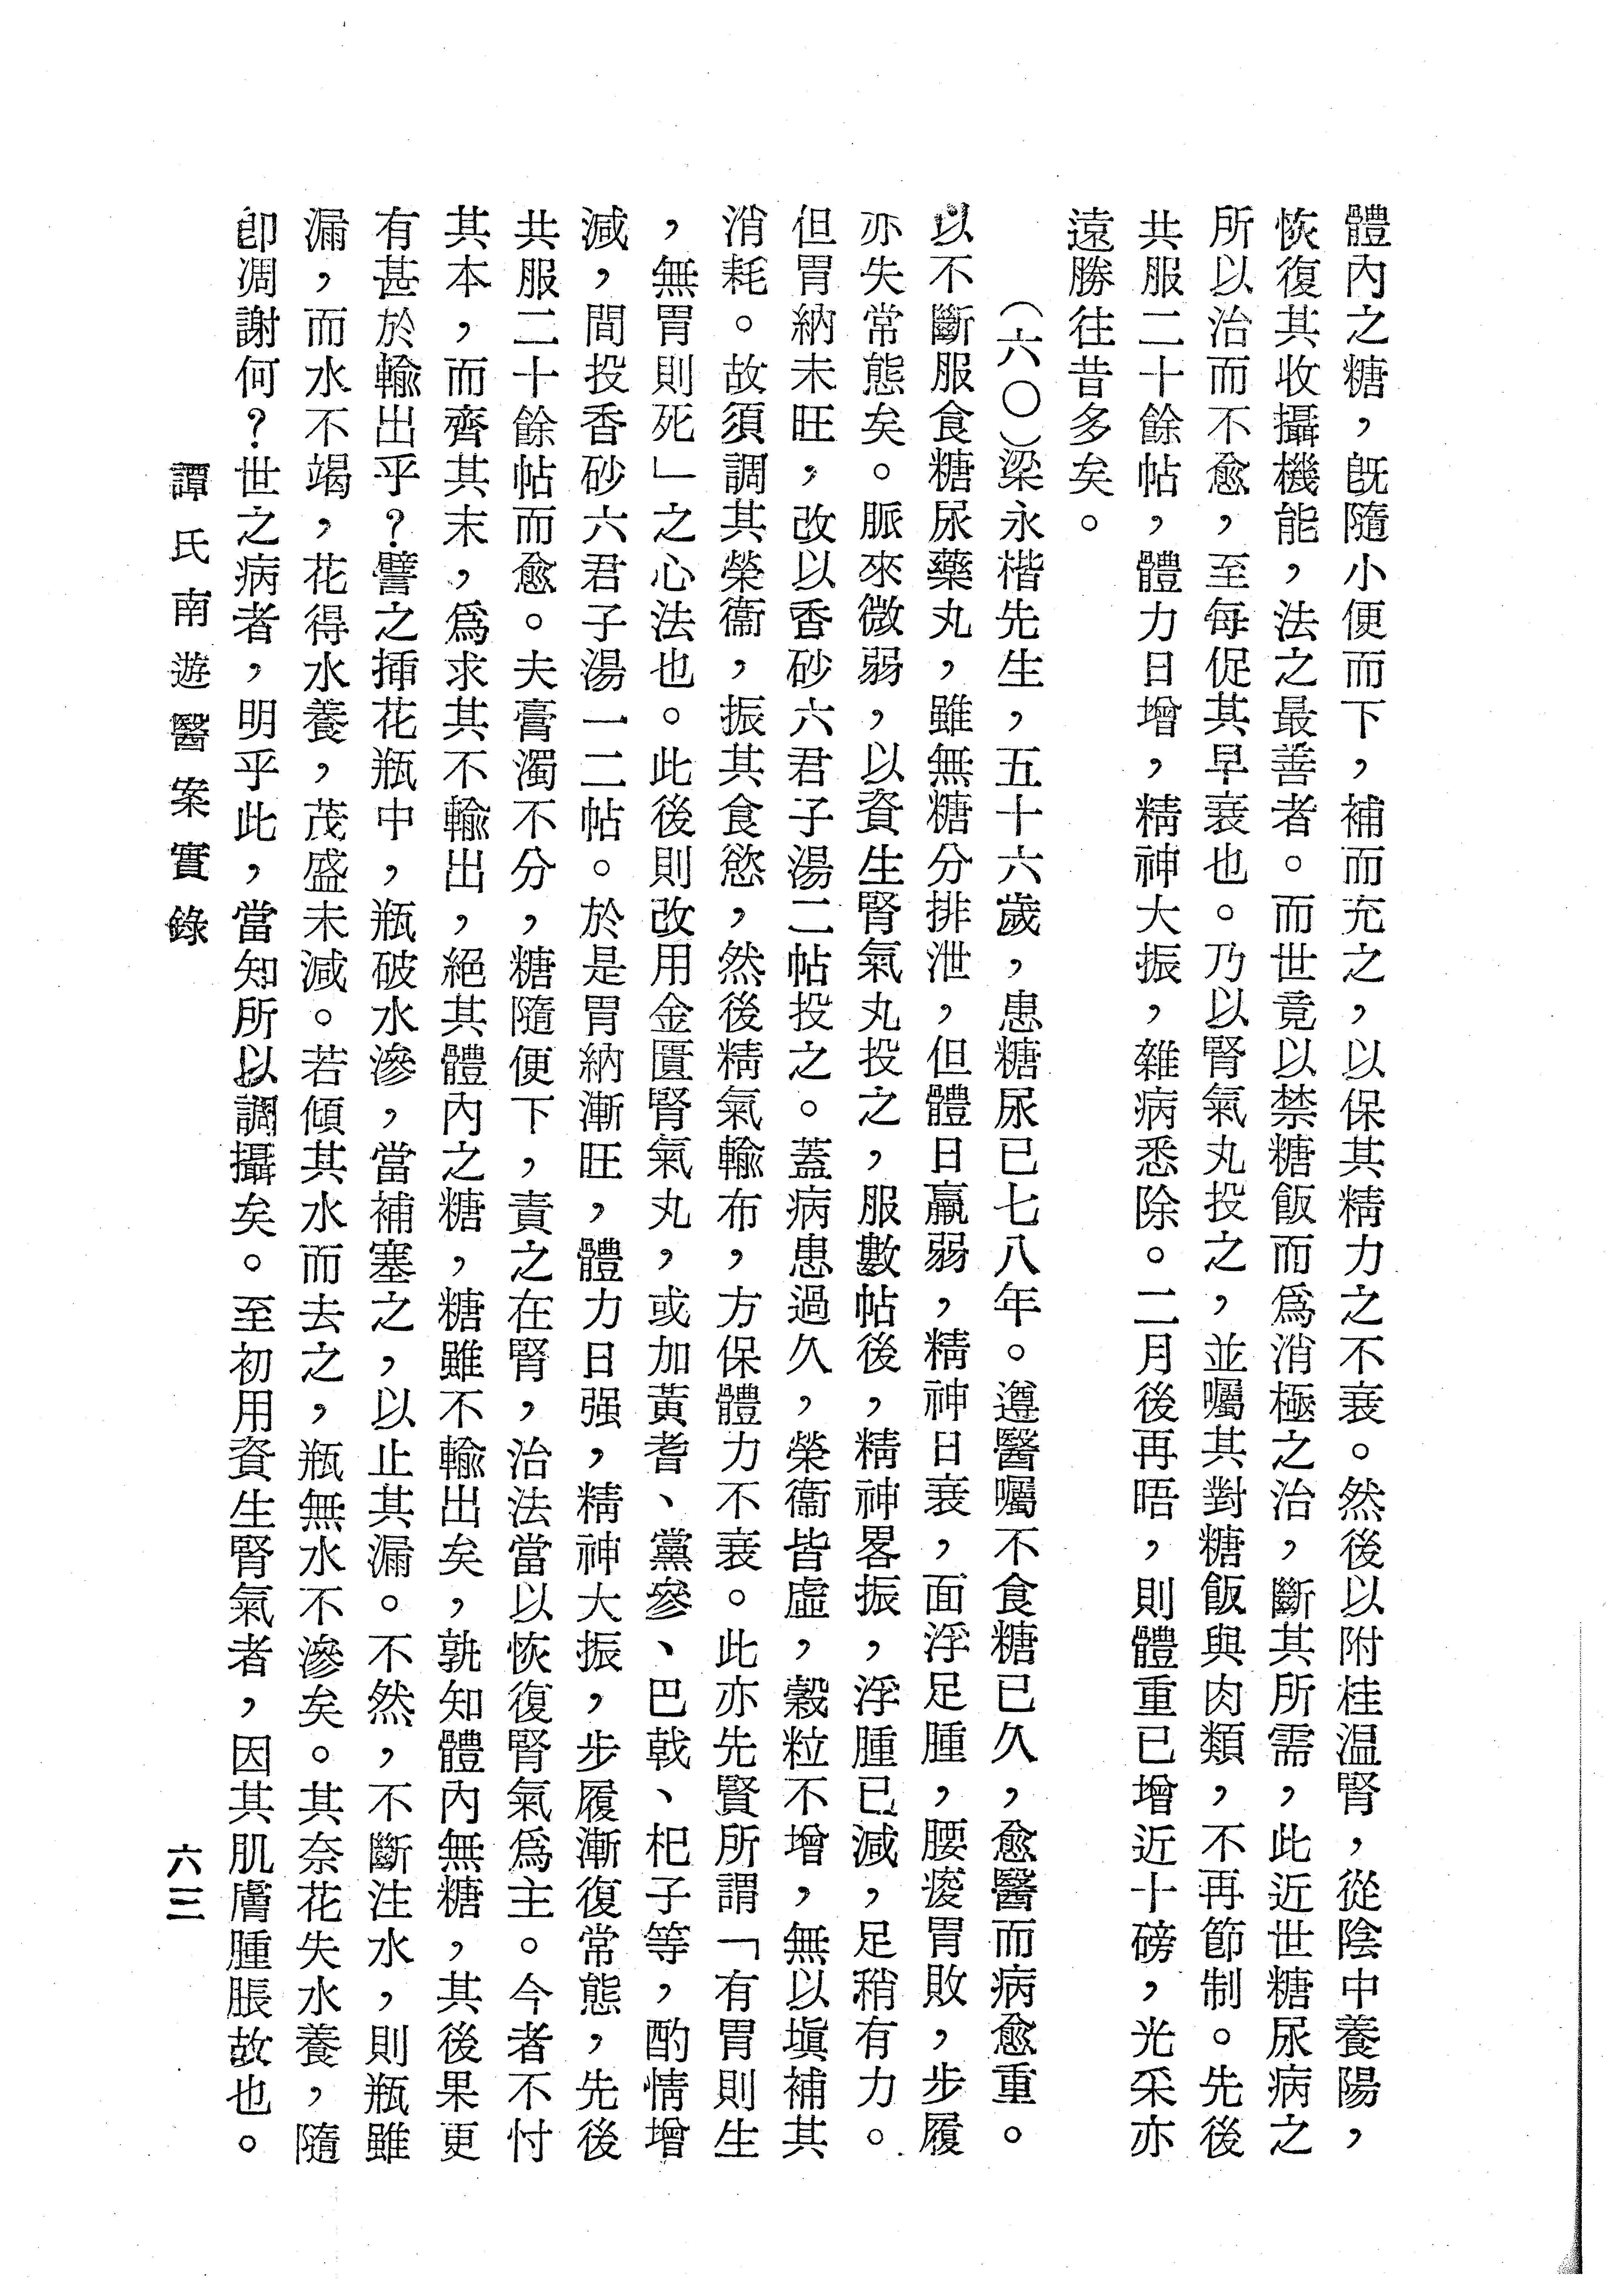 體內之糖，旣隨小便而下，補而充之，以保其精力之不衰。然後以附桂温腎，從陰中養陽，
恢復其收攝機能，法之最善者。而世竟以禁糖飯而爲消極之治，斷其所需，此近世糖尿病之
所以治而不愈，至每促其早衰也。乃以腎氣丸投之，並囑其對糖飯與肉類，不再節制。先後
共服二十餘帖，體力日增，精神大振，雜病悉除。二月後再晤，則體重已增近十磅，光采亦
遠勝往昔多矣。
（六〇）梁永楷先生，五十六歲，患糖尿已七八年。遵醫囑不食糖已久，愈醫而病愈重。
以不斷服食糖尿藥丸，雖無糖分排泄，但體日羸弱，精神日衰，面浮足腫，腰痠胃敗，步履
亦失常態矣。脈來微弱，以資生腎氣丸投之，服數帖後，精神畧振，浮腫已減，足稍有力。
但胃納未旺，改以香砂六君子湯二帖投之。蓋病患過久，榮衞皆虛，穀粒不增，無以塡補其
消耗。故須調其榮衞，振其食慾，然後精氣輸布，方保體力不衰。此亦先賢所謂「有胃則生
，無胃則死」之心法也。此後則改用金匱腎氣丸，或加黃耆、黨參、巴戟、杞子等，酌情增
減，間投香砂六君子湯一二帖。於是胃納漸旺，體力日强，精神大振，步履漸復常態，先後
共服二十餘帖而愈。夫膏濁不分，糖隨便下，責之在腎，治法當以恢復腎氣爲主。今者不忖
其本，而齊其末，爲求其不輸出，絕其體內之糖，糖雖不輸出矣，孰知體內無糖，其後果更
有甚於輸出乎？譬之揷花瓶中，瓶破水滲，當補塞之，以止其漏。不然，不斷注水，則瓶雖
漏，而水不竭，花得水養，茂盛未減。若傾其水而去之，瓶無水不滲矣。其奈花失水養，隨
卽凋謝何？世之病者，明乎此，當知所以調攝矣。至初用資生腎氣者，因其肌膚腫脹故也。
譚氏南遊醫案實錄
六三